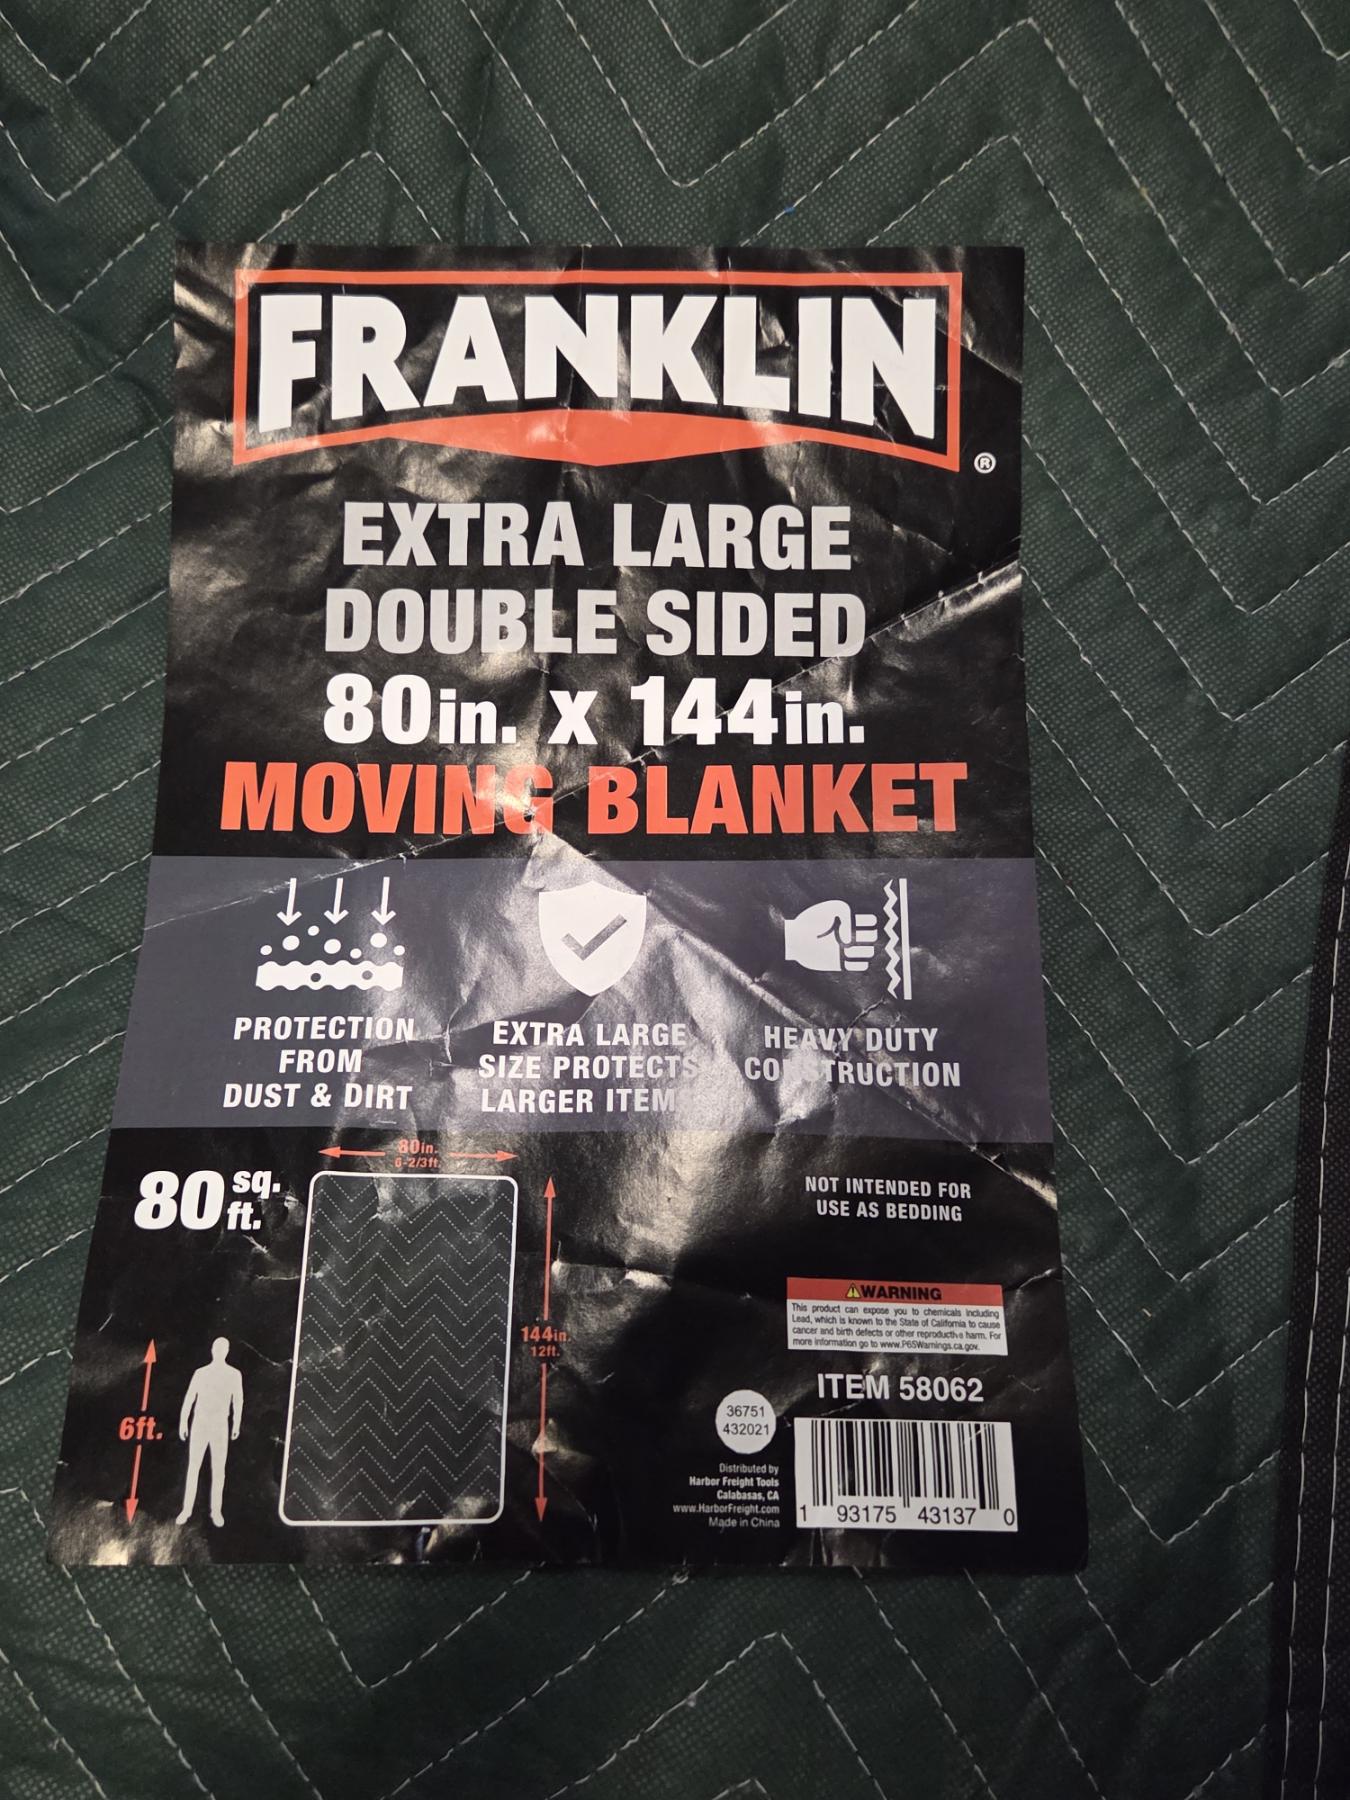 FRANKLIN
®
EXTRA LARGE
DOUBLE SIDED
80in. x 144in.
MOVING BLANKET
PROTECTION
FROM
DUST & DIRT
EXTRA LARGE
SIZE PROTECTS
LARGER ITEMS
HEAVY DUTY
CONSTRUCTION
80 sq. ft.
80in.
6-2/3ft.
144in.
12ft.
6ft.
NOT INTENDED FOR
USE AS BEDDING
⚠WARNING
This product can expose you to chemicals including
Lead, which is known to the State of California to cause
cancer and birth defects or other reproductive harm. For
more information go to www.P65Warnings.ca.gov.
ITEM 58062
36751
432021
Distributed by
Harbor Freight Tools
Calabasas, CA
www.HarborFreight.com
Made in China
1 93175 43137 0